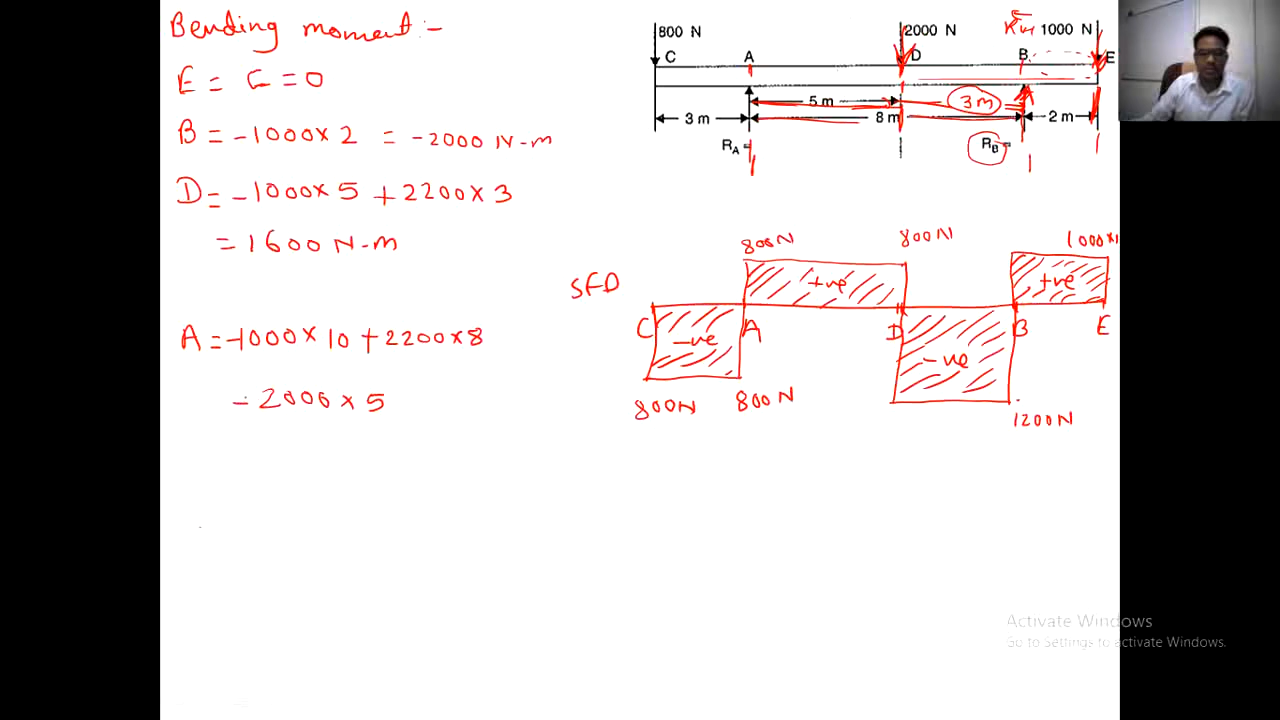 Bending moment:-
E = C = 0
B = -1000×2 = -2000 N-m
D = -1000×5 + 2200×3
= 1600 N-m
A = -1000×10 + 2200×8
- 2000×5
800 N 2000 N 1000 N
C A D B E
5 m 3m
3 m 8 m 2 m
RA = RB =
800N 800N 1000N
SFD +ve +ve
C A D B E
-ve -ve
800N 800N 1200N
Activate Windows
Go to Settings to activate Windows.